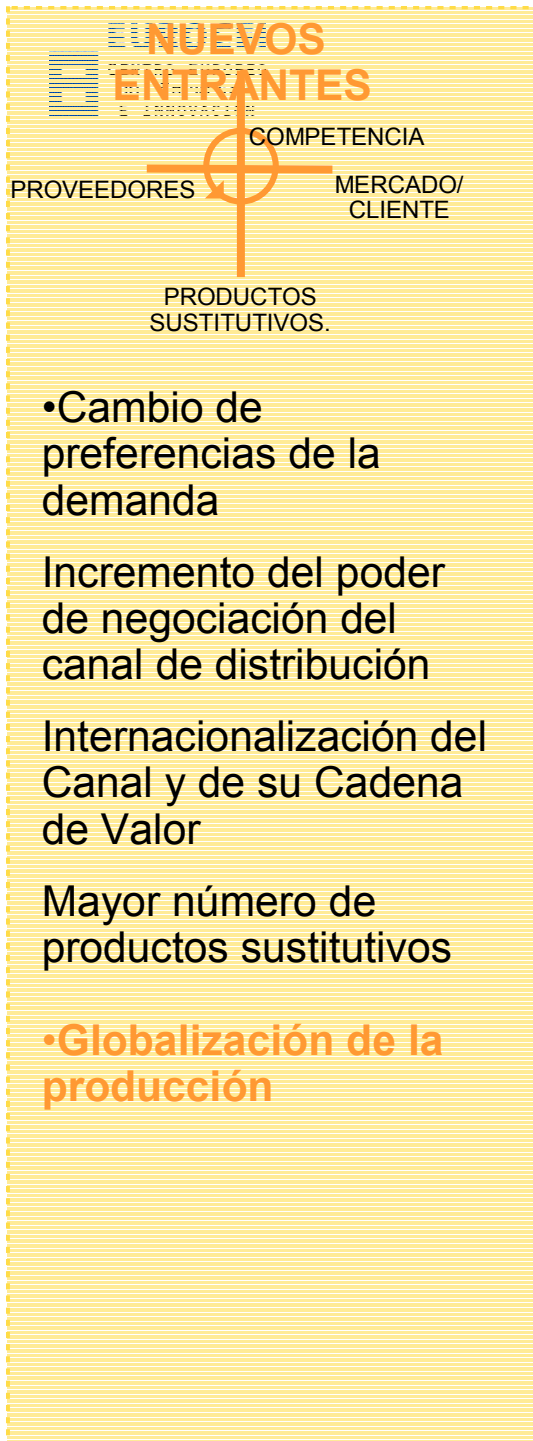 NUEVOS
ENTRANTES
COMPETENCIA
PROVEEDORES
MERCADO/
CLIENTE
PRODUCTOS
SUSTITUTIVOS.
•Cambio de
preferencias de la
demanda
Incremento del poder
de negociación del
canal de distribución
Internacionalización del
Canal y de su Cadena
de Valor
Mayor número de
productos sustitutivos
•Globalización de la
producción